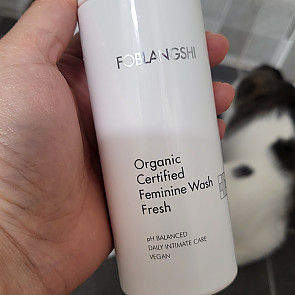 FOBLANGSHI
Organic
Certified
Feminine Wash
Fresh
pH BALANCED
DAILY INTIMATE CARE
VEGAN